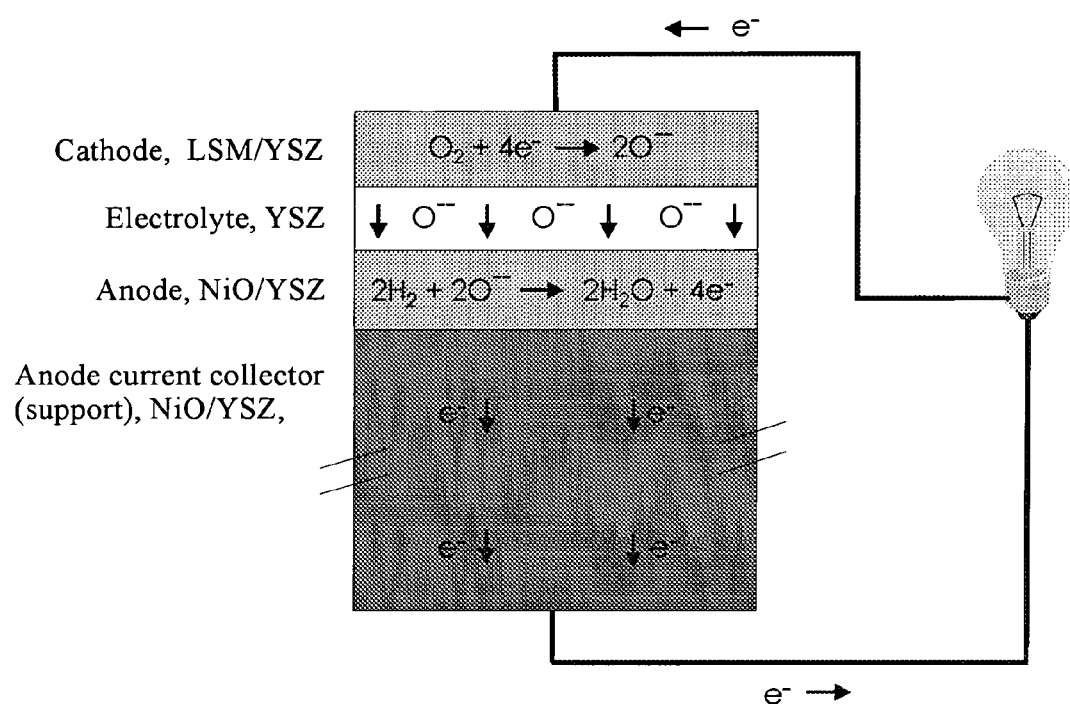 ← e-
Cathode, LSM/YSZ
O₂ + 4e- → 2O--
Electrolyte, YSZ
↓ O-- ↓ O-- ↓ O-- ↓
Anode, NiO/YSZ
2H₂ + 2O-- → 2H₂O + 4e-
Anode current collector
(support), NiO/YSZ,
e- ↓ ↓ e-
e- ↓ ↓ e-
e- →